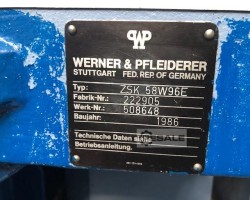 WP
WERNER & PFLEIDERER
STUTTGART FED. REP OF GERMANY
Typ: ZSK 58W96E
Fabrik-Nr.: 222905
Werk-Nr.: 508648
Baujahr: 1986
Technische Daten siehe
Betriebsanleitung.